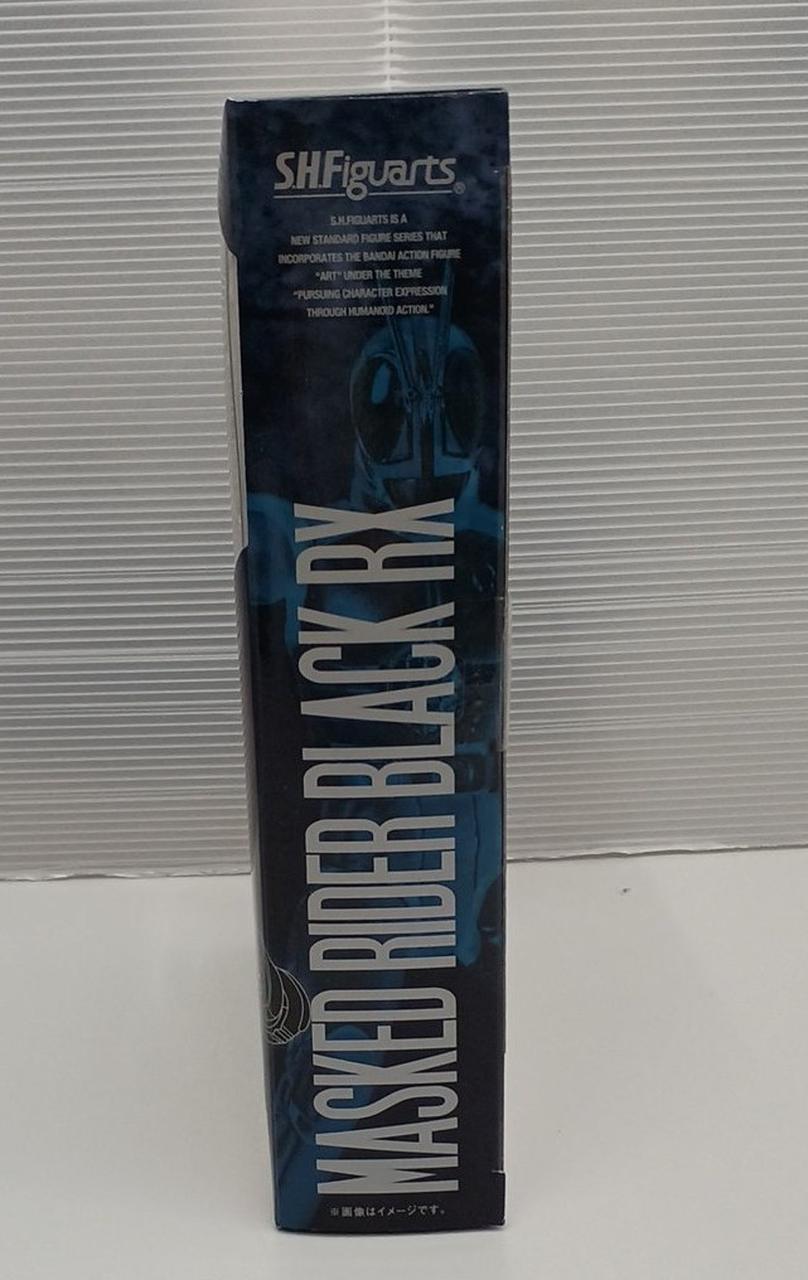 S.H.Figuarts®
S.H.FIGUARTS IS A
NEW STANDARD FIGURE SERIES THAT
INCORPORATES THE BANDAI ACTION FIGURE
"ART" UNDER THE THEME
"PURSUING CHARACTER EXPRESSION
THROUGH HUMANOID ACTION."
MASKED RIDER BLACK RX
※画像はイメージです。